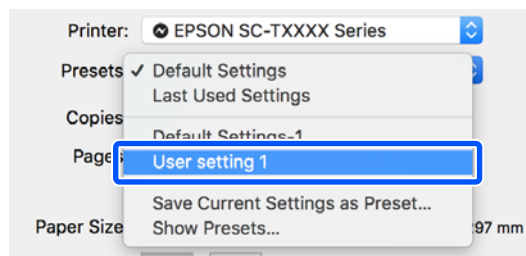 Printer: EPSON SC-TXXXX Series
Presets ✓ Default Settings
Last Used Settings
Copies
Default Settings-1
Pages User setting 1
Save Current Settings as Preset...
Paper Size Show Presets... 97 mm